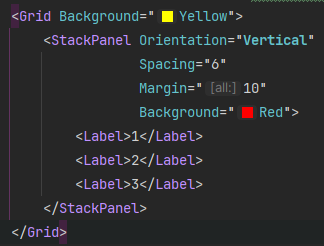 <Grid Background="Yellow">
<StackPanel Orientation="Vertical"
Spacing="6"
Margin="[all:]10"
Background="Red">
<Label>1</Label>
<Label>2</Label>
<Label>3</Label>
</StackPanel>
</Grid>